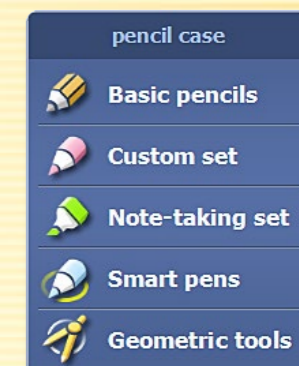 pencil case
Basic pencils
Custom set
Note-taking set
Smart pens
Geometric tools